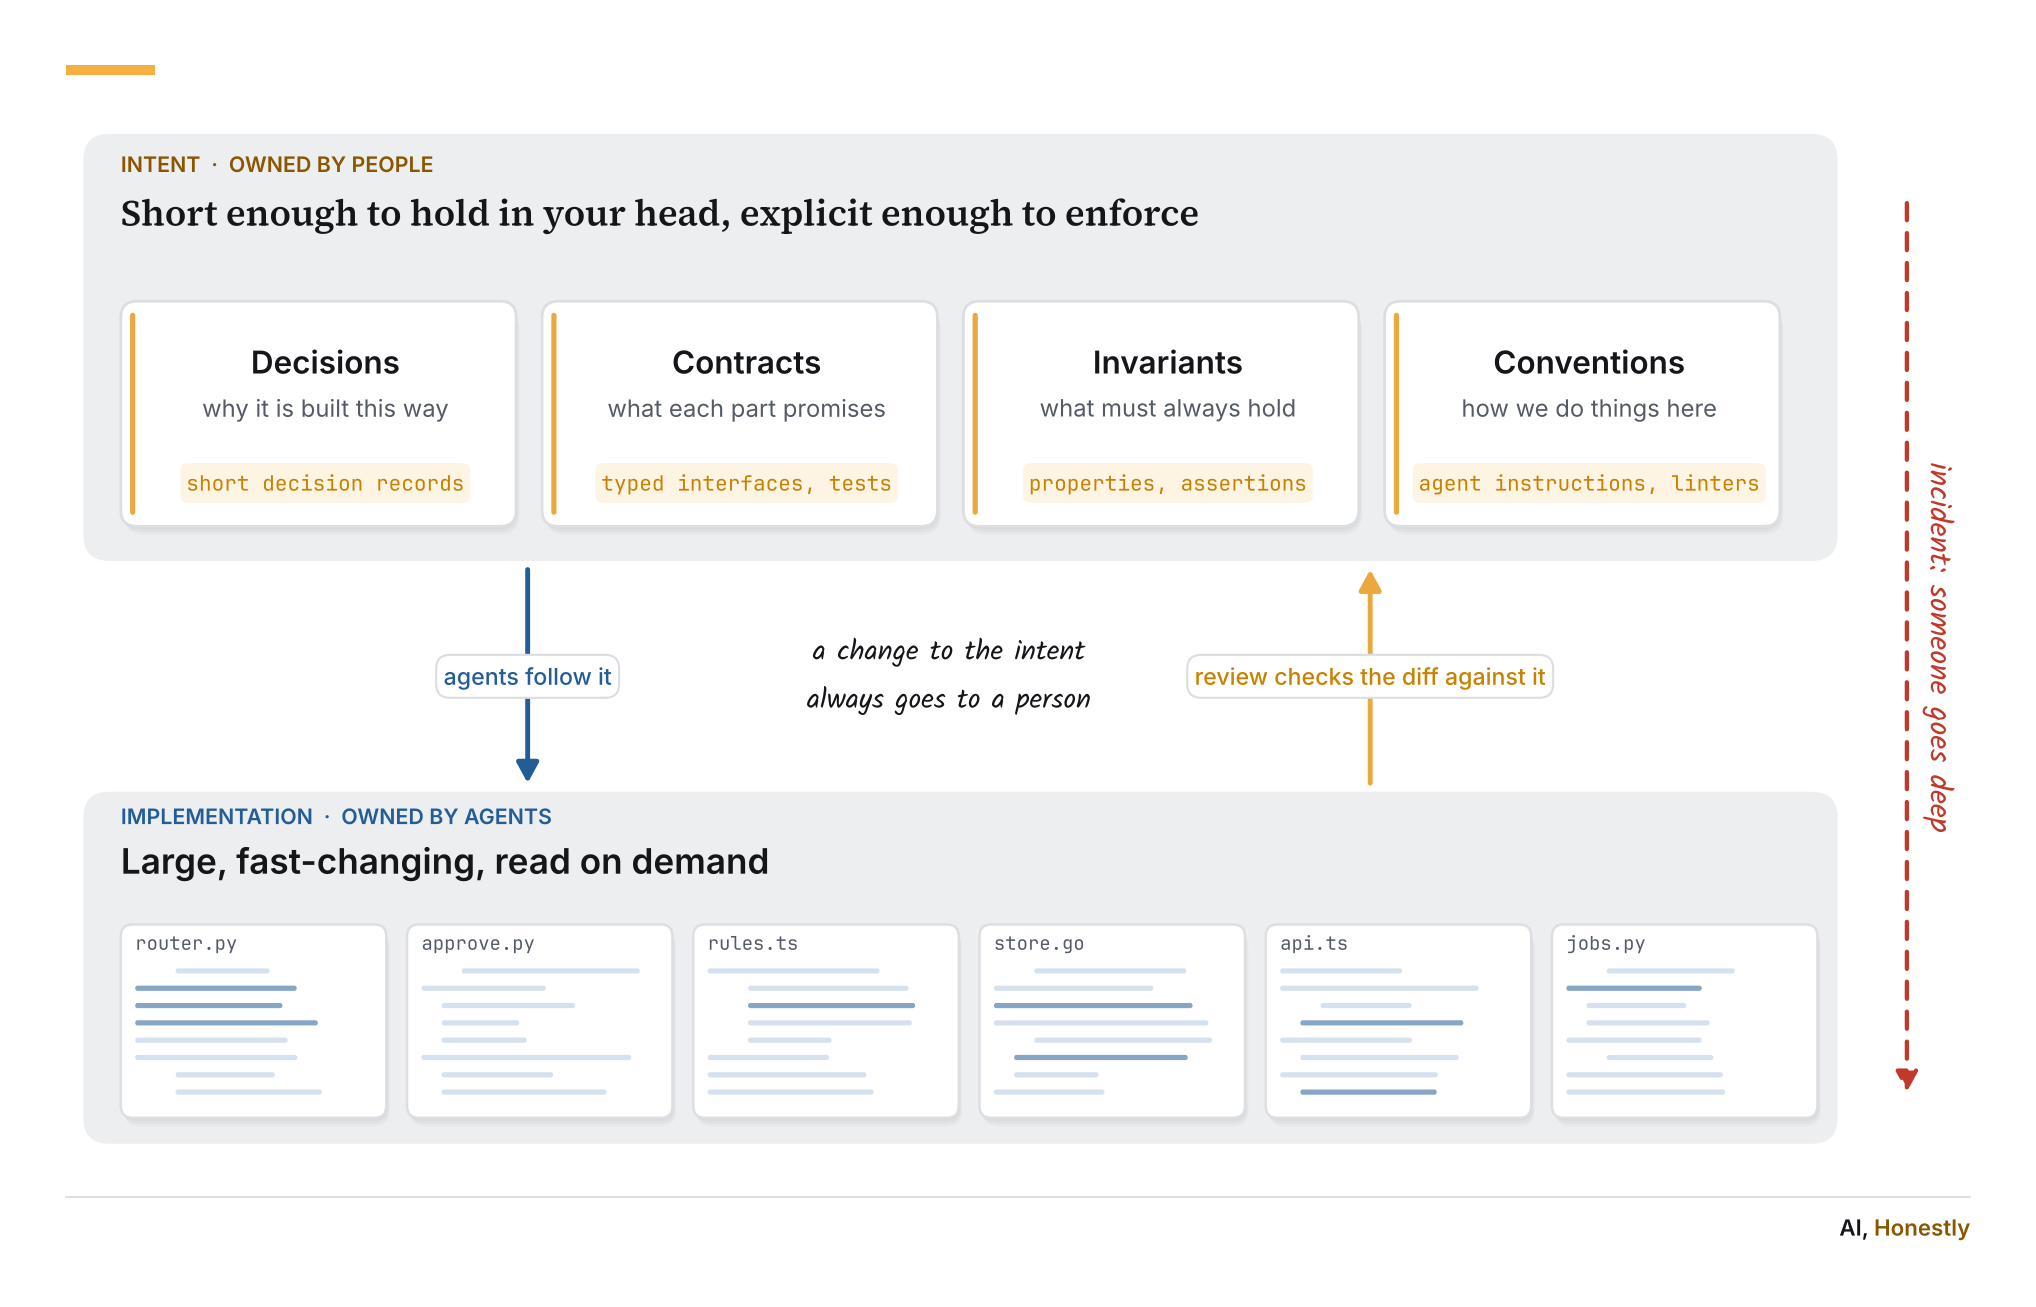 INTENT · OWNED BY PEOPLE
Short enough to hold in your head, explicit enough to enforce
Decisions
why it is built this way
short decision records
Contracts
what each part promises
typed interfaces, tests
Invariants
what must always hold
properties, assertions
Conventions
how we do things here
agent instructions, linters
agents follow it
a change to the intent
always goes to a person
review checks the diff against it
incident: someone goes deep
IMPLEMENTATION · OWNED BY AGENTS
Large, fast-changing, read on demand
router.py
approve.py
rules.ts
store.go
api.ts
jobs.py
AI, Honestly